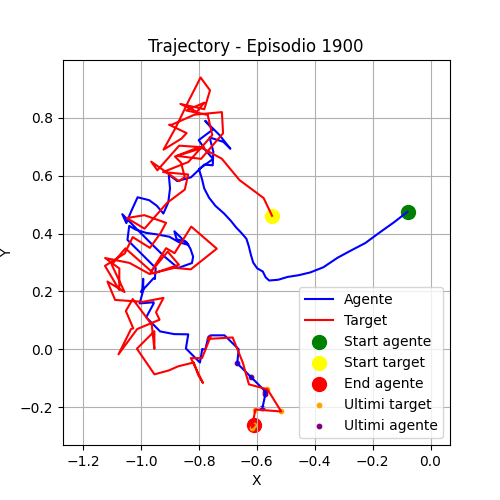 Trajectory - Episodio 1900
Y
0.8
0.6
0.4
0.2
0.0
−0.2
−1.2 −1.0 −0.8 −0.6 −0.4 −0.2 0.0
X
Agente
Target
Start agente
Start target
End agente
Ultimi target
Ultimi agente